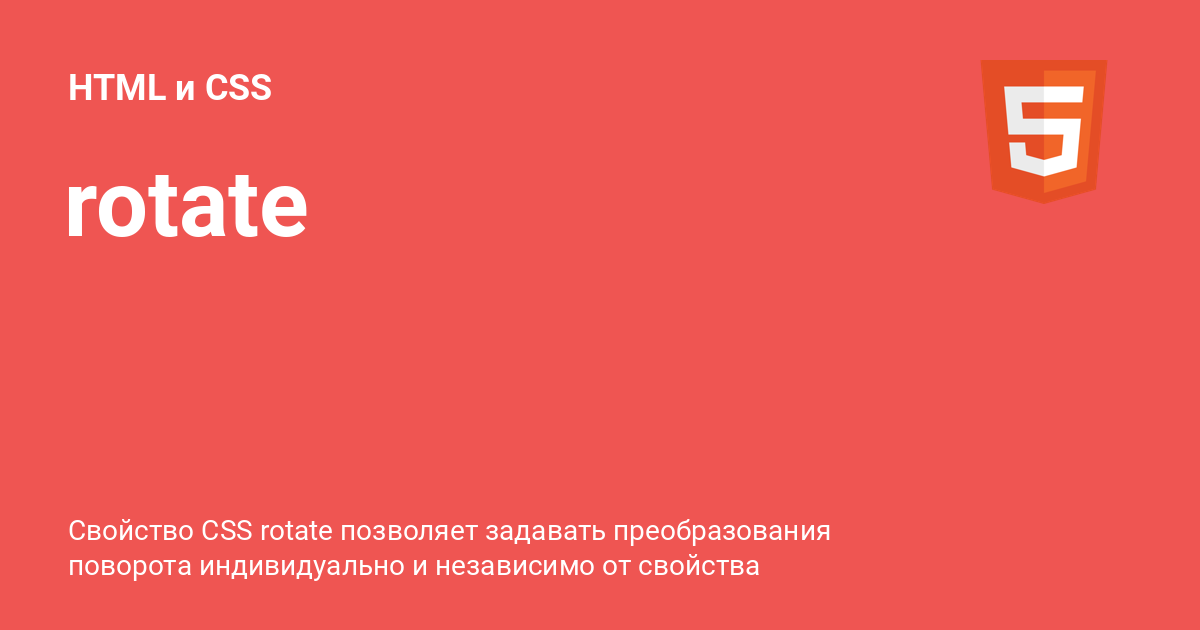 HTML и CSS
rotate
Свойство CSS rotate позволяет задавать преобразования
поворота индивидуально и независимо от свойства